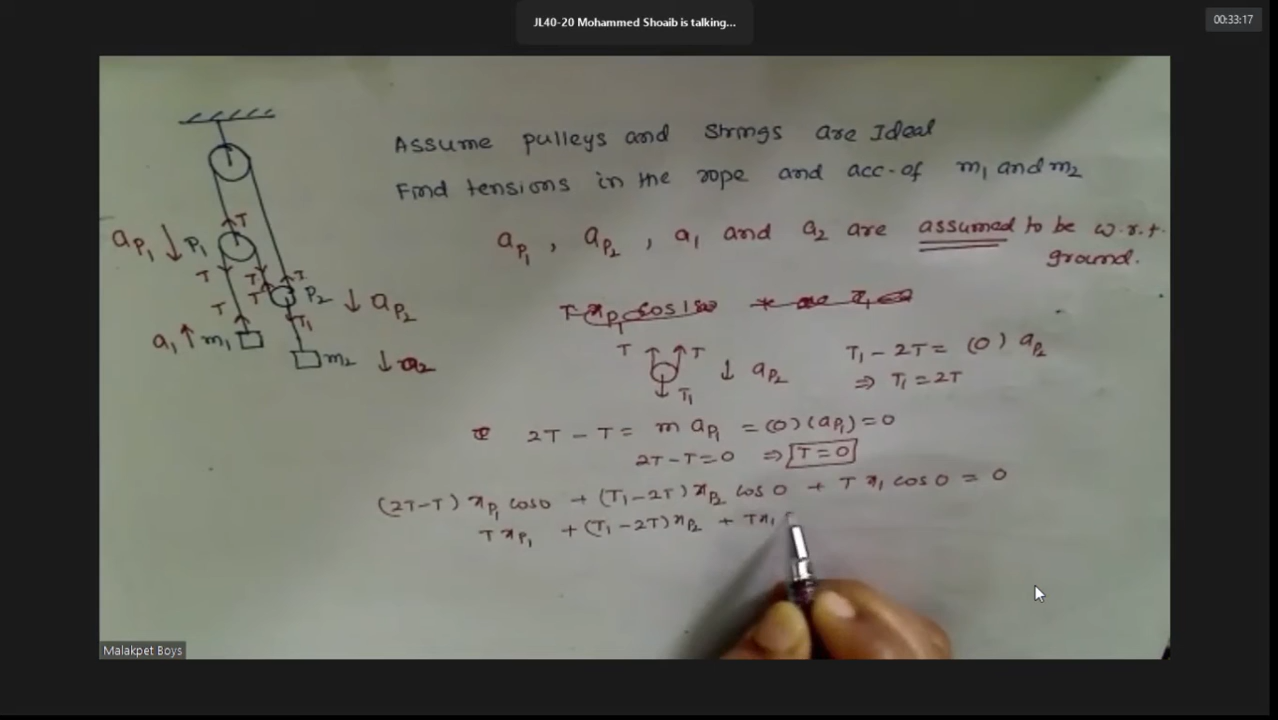 JL40-20 Mohammed Shoaib is talking...
00:33:17
Assume pulleys and Strings are Ideal
Find tensions in the rope and acc. of m₁ and m₂
aP₁, aP₂, a₁ and a₂ are assumed to be w.r.t.
ground.
aP₁ ↓ P₁
T
T T T
T T
P₂ ↓ aP₂
T₁
a₁ ↑ m₁
m₂ ↓ a₂
T T
↓ aP₂
T₁
T₁ - 2T = (0) aP₂
⇒ T₁ = 2T
2T - T = m aP₁ = (0)(aP₁) = 0
2T - T = 0 ⇒ T = 0
(2T-T) xP₁ cos0 + (T₁-2T) xP₂ cos 0 + T x₁ cos 0 = 0
T xP₁ + (T₁-2T) xP₂ + Tx₁
Malakpet Boys